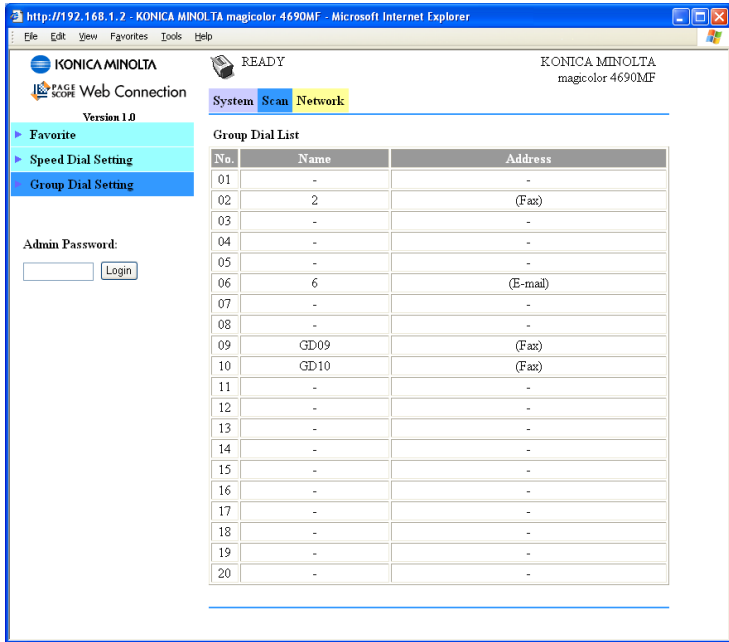 http://192.168.1.2 - KONICA MINOLTA magicolor 4690MF - Microsoft Internet Explorer
File Edit View Favorites Tools Help
KONICA MINOLTA
PAGE SCOPE Web Connection
Version 1.0
READY
KONICA MINOLTA
magicolor 4690MF
System Scan Network
Favorite
Speed Dial Setting
Group Dial Setting
Admin Password:
Login
Group Dial List
No. Name Address
01 - -
02 2 (Fax)
03 - -
04 - -
05 - -
06 6 (E-mail)
07 - -
08 - -
09 GD09 (Fax)
10 GD10 (Fax)
11 - -
12 - -
13 - -
14 - -
15 - -
16 - -
17 - -
18 - -
19 - -
20 - -